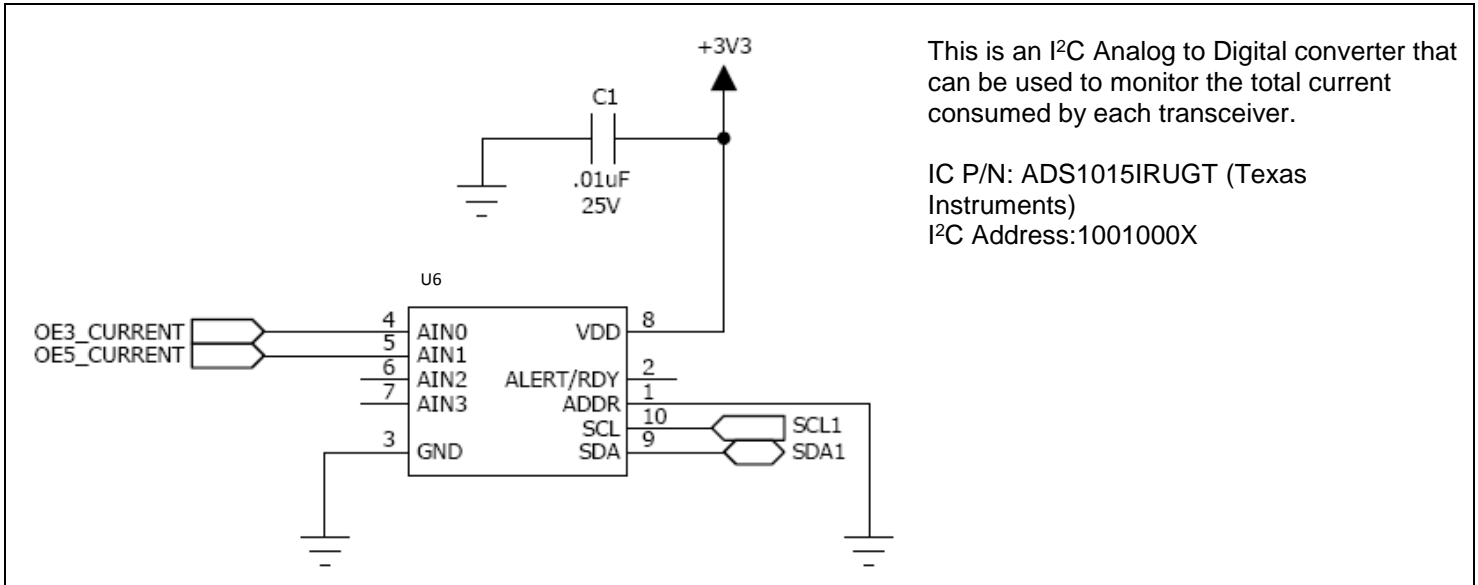 +3V3
This is an I²C Analog to Digital converter that
can be used to monitor the total current
consumed by each transceiver.
IC P/N: ADS1015IRUGT (Texas
Instruments)
I²C Address:1001000X
C1
.01uF
25V
U6
OE3_CURRENT 4 AIN0 VDD 8
OE5_CURRENT 5 AIN1
6 AIN2 ALERT/RDY 2
7 AIN3 ADDR 1
SCL 10 SCL1
3 GND SDA 9 SDA1